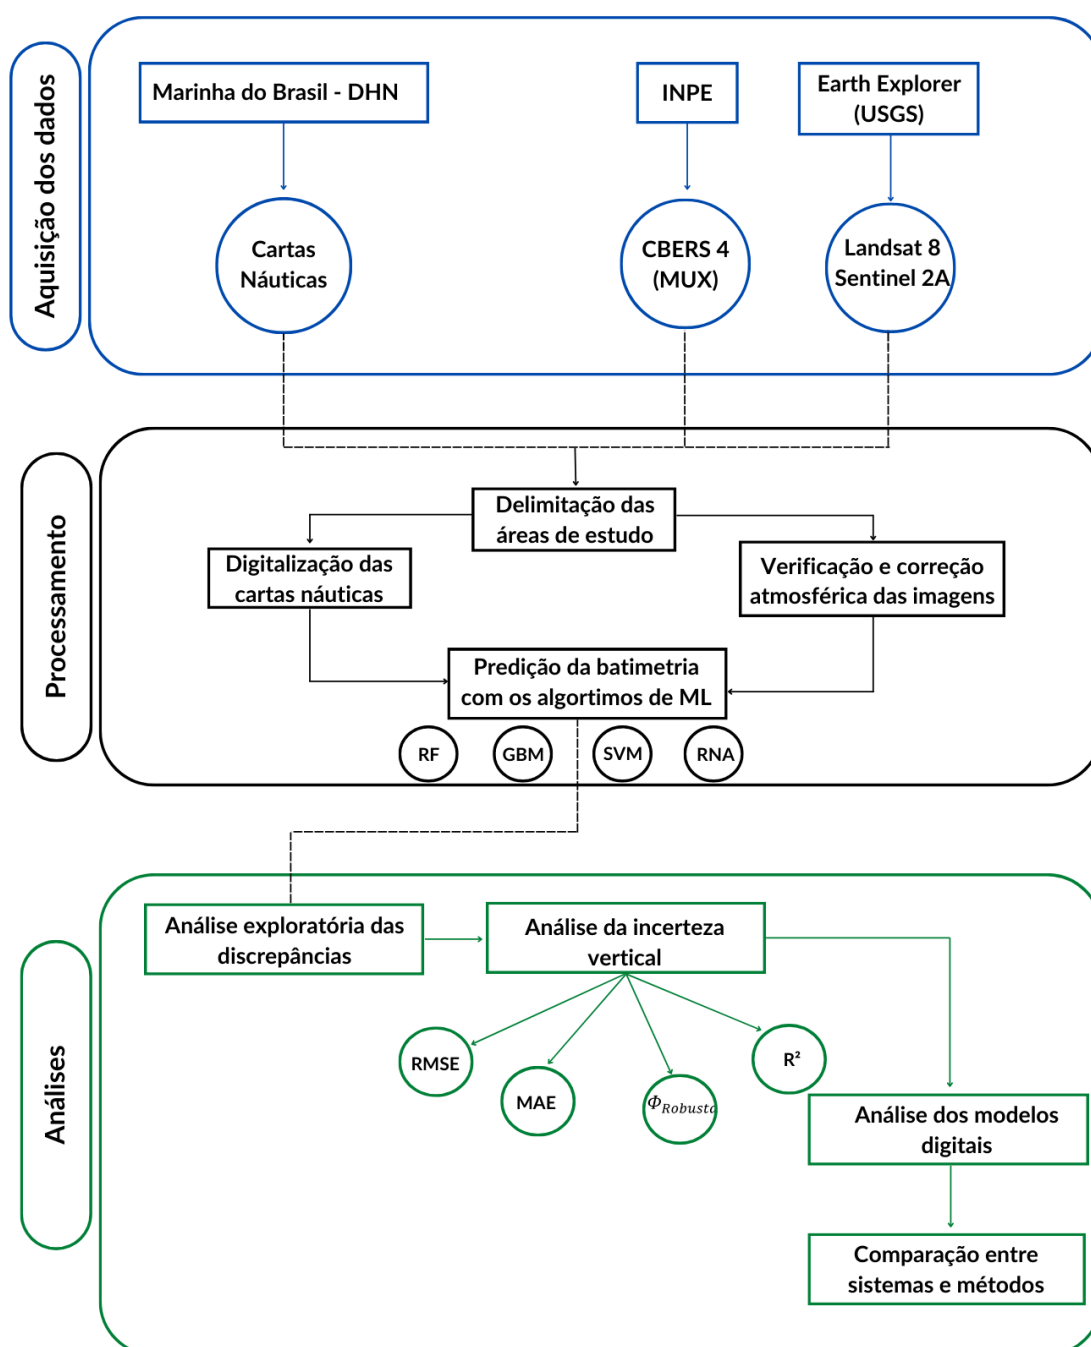 Aquisição dos dados
Marinha do Brasil - DHN
INPE
Earth Explorer
(USGS)
Cartas
Náuticas
CBERS 4
(MUX)
Landsat 8
Sentinel 2A
Processamento
Delimitação das
áreas de estudo
Digitalização das
cartas náuticas
Verificação e correção
atmosférica das imagens
Predição da batimetria
com os algortimos de ML
RF
GBM
SVM
RNA
Análises
Análise exploratória das
discrepâncias
Análise da incerteza
vertical
RMSE
MAE
Φ_Robusta
R²
Análise dos modelos
digitais
Comparação entre
sistemas e métodos